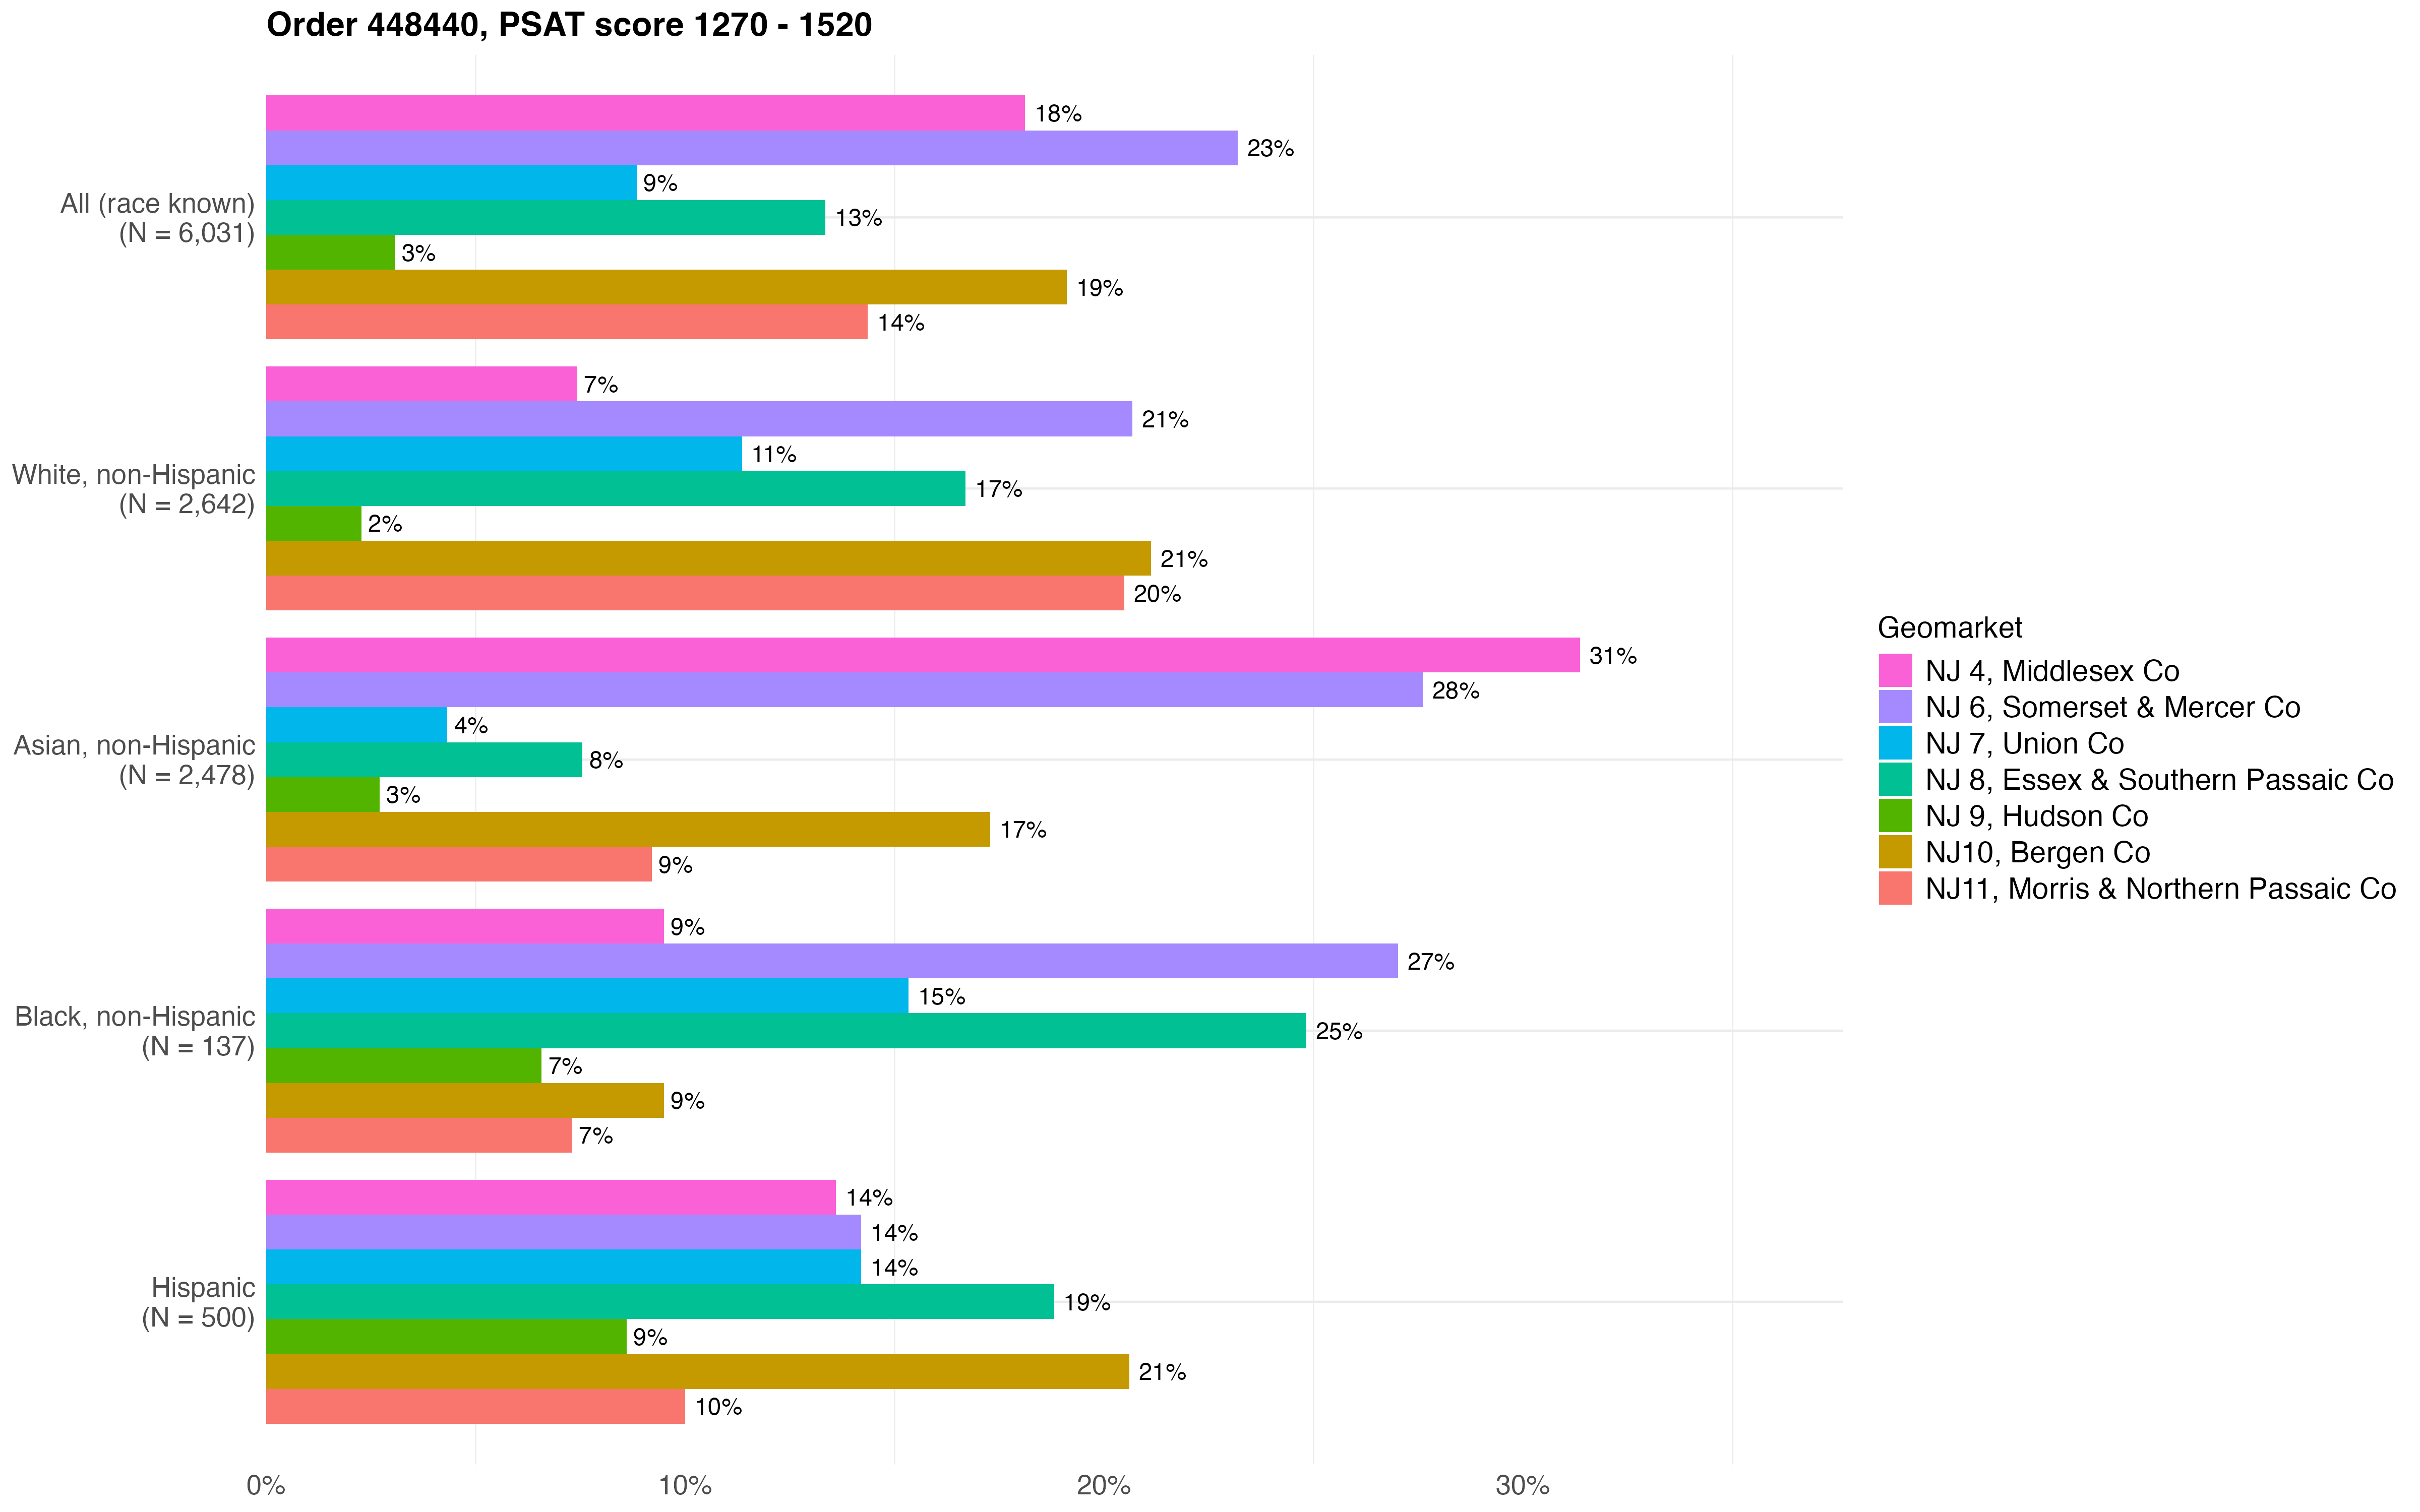 Order 448440, PSAT score 1270 - 1520
All (race known)
(N = 6,031)
18%
23%
9%
13%
3%
19%
14%
White, non-Hispanic
(N = 2,642)
7%
21%
11%
17%
2%
21%
20%
Asian, non-Hispanic
(N = 2,478)
31%
28%
4%
8%
3%
17%
9%
Black, non-Hispanic
(N = 137)
9%
27%
15%
25%
7%
9%
7%
Hispanic
(N = 500)
14%
14%
14%
19%
9%
21%
10%
0% 10% 20% 30%
Geomarket
NJ 4, Middlesex Co
NJ 6, Somerset & Mercer Co
NJ 7, Union Co
NJ 8, Essex & Southern Passaic Co
NJ 9, Hudson Co
NJ10, Bergen Co
NJ11, Morris & Northern Passaic Co